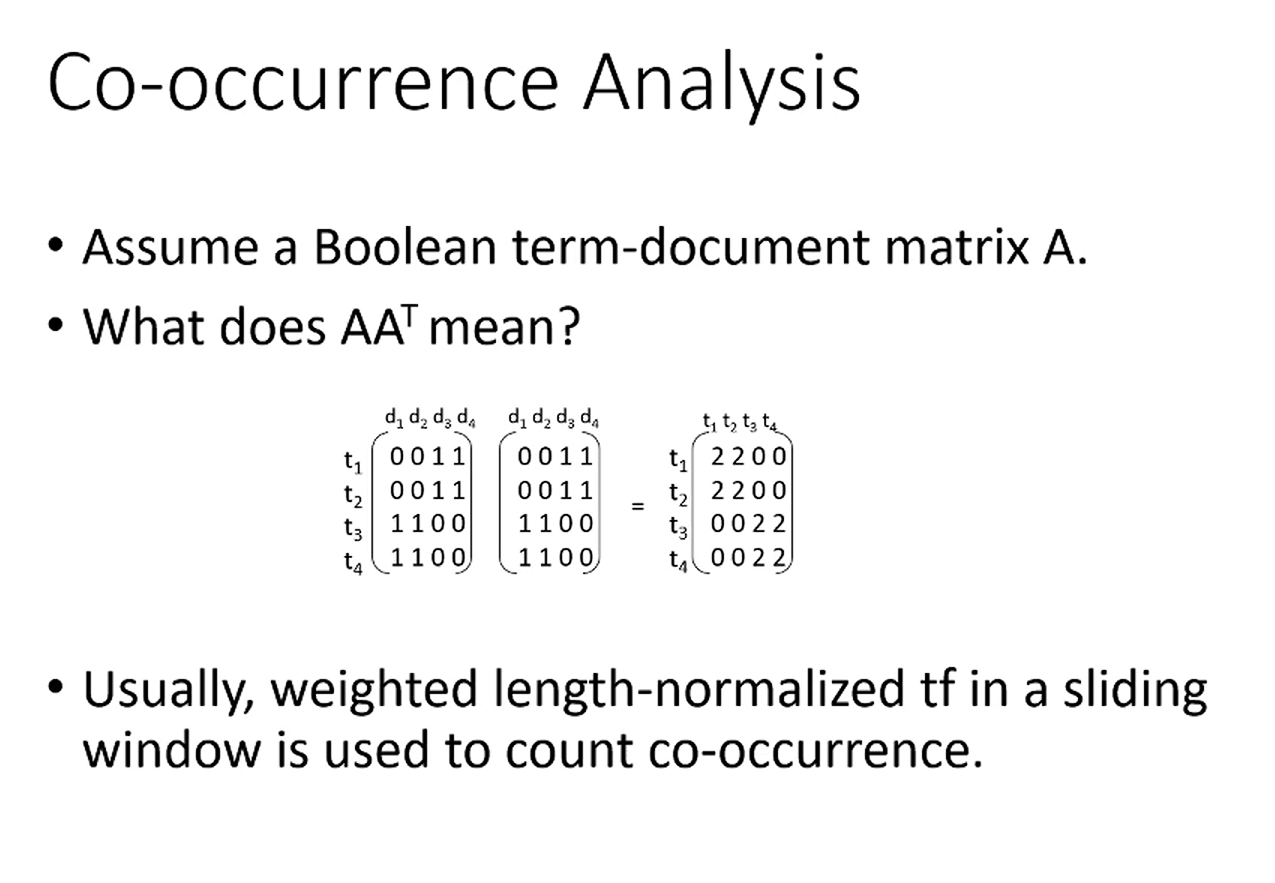 Co-occurrence Analysis
• Assume a Boolean term-document matrix A.
• What does AAᵀ mean?
d₁ d₂ d₃ d₄ d₁ d₂ d₃ d₄ t₁ t₂ t₃ t₄
t₁ 0 0 1 1 0 0 1 1 t₁ 2 2 0 0
t₂ 0 0 1 1 0 0 1 1 = t₂ 2 2 0 0
t₃ 1 1 0 0 1 1 0 0 t₃ 0 0 2 2
t₄ 1 1 0 0 1 1 0 0 t₄ 0 0 2 2
• Usually, weighted length-normalized tf in a sliding
window is used to count co-occurrence.